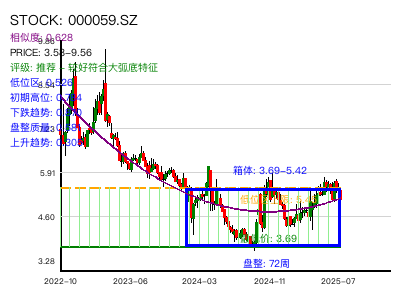 STOCK: 000059.SZ
相似度: 0.628
PRICE: 3.53-9.56
评级: 推荐 - 较好符合大弧底特征
低位区: 0.526
初期高位:
下跌趋势:
盘整质量:
上升趋势: 0.300
5.91
4.60
3.28
箱体: 3.69-5.42
3.69
盘整: 72周
2022-10
2023-06
2024-03
2024-11
2025-07